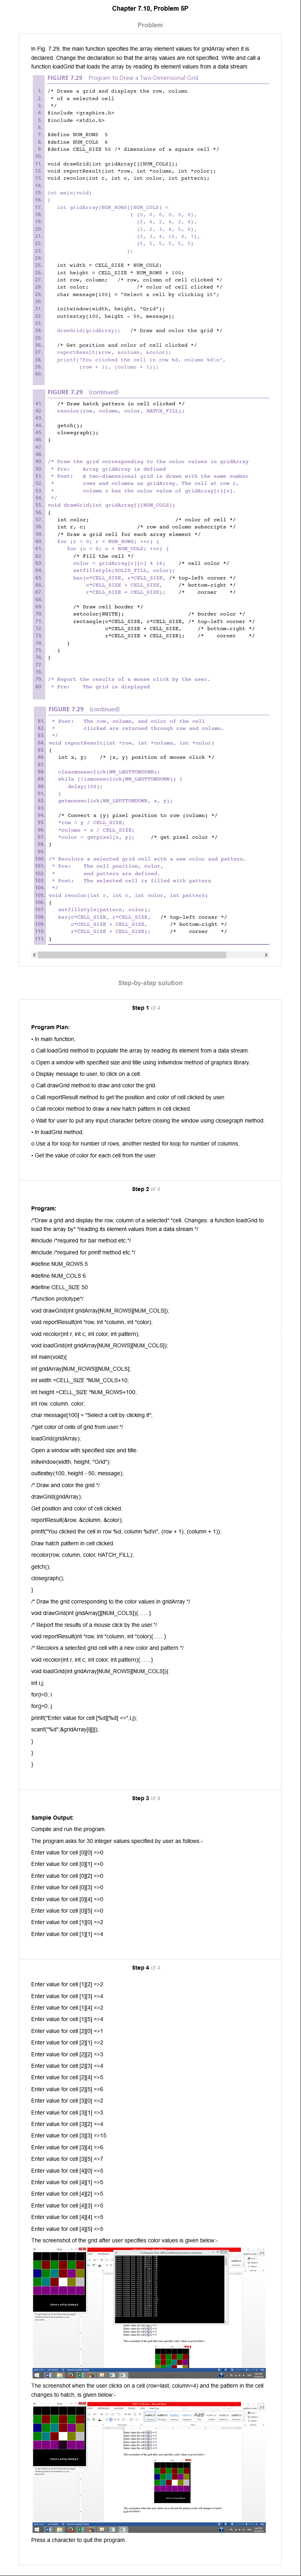 Chapter 7.10, Problem 5P
Problem
In Fig. 7.29, the main function specifies the array element values for gridArray when it is
declared. Change the declaration so that the array values are not specified. Write and call a
function loadGrid that loads the array by reading its element values from a data stream.
FIGURE 7.29 Program to Draw a Two-Dimensional Grid
1. /* Draws a grid and displays the row, column
2. * of a selected cell
3. */
4. #include <graphics.h>
5. #include <stdio.h>
6.
7. #define NUM_ROWS 5
8. #define NUM_COLS 6
9. #define CELL_SIZE 50 /* dimensions of a square cell */
10.
11. void drawGrid(int gridArray[][NUM_COLS]);
12. void reportResult(int *row, int *column, int *color);
13. void recolor(int r, int c, int color, int pattern);
14.
15. int main(void)
16. {
17. int gridArray[NUM_ROWS][NUM_COLS] =
18. { {0, 0, 0, 0, 0, 0},
19. {2, 4, 2, 4, 2, 4},
20. {1, 2, 3, 4, 5, 6},
21. {2, 3, 4, 15, 6, 7},
22. {5, 5, 5, 5, 5, 5}
23. };
24.
25. int width = CELL_SIZE * NUM_COLS;
26. int height = CELL_SIZE * NUM_ROWS + 100;
27. int row, column; /* row, column of cell clicked */
28. int color; /* color of cell clicked */
29. char message[100] = "Select a cell by clicking it";
30.
31. initwindow(width, height, "Grid");
32. outtextxy(100, height - 50, message);
33.
34. drawGrid(gridArray); /* Draw and color the grid */
35.
36. /* Get position and color of cell clicked */
37. reportResult(&row, &column, &color);
38. printf("You clicked the cell in row %d, column %d\n",
39. (row + 1), (column + 1));
40.
FIGURE 7.29 (continued)
41. /* Draw hatch pattern in cell clicked */
42. recolor(row, column, color, HATCH_FILL);
43.
44. getch();
45. closegraph();
46. }
47.
48.
49. /* Draw the grid corresponding to the color values in gridArray
50. * Pre: Array gridArray is defined
51. * Post: A two-dimensional grid is drawn with the same number
52. * rows and columns as gridArray. The cell at row r,
53. * column c has the color value of gridArray[r][c].
54. */
55. void drawGrid(int gridArray[][NUM_COLS])
56. {
57. int color; /* color of cell */
58. int r, c; /* row and column subscripts */
59. /* Draw a grid cell for each array element */
60. for (r = 0; r < NUM_ROWS; ++r) {
61. for (c = 0; c < NUM_COLS; ++c) {
62. /* Fill the cell */
63. color = gridArray[r][c] % 16; /* cell color */
64. setfillstyle(SOLID_FILL, color);
65. bar(c*CELL_SIZE, r*CELL_SIZE, /* top-left corner */
66. c*CELL_SIZE + CELL_SIZE, /* bottom-right */
67. r*CELL_SIZE + CELL_SIZE); /* corner */
68.
69. /* Draw cell border */
70. setcolor(WHITE); /* border color */
71. rectangle(c*CELL_SIZE, r*CELL_SIZE, /* top-left corner */
72. c*CELL_SIZE + CELL_SIZE, /* bottom-right */
73. r*CELL_SIZE + CELL_SIZE); /* corner */
74. }
75. }
76. }
77.
78.
79. /* Report the results of a mouse click by the user.
80. * Pre: The grid is displayed
FIGURE 7.29 (continued)
81. * Post: The row, column, and color of the cell
82. * clicked are returned through row and column.
83. */
84. void reportResult(int *row, int *column, int *color)
85. {
86. int x, y; /* (x, y) position of mouse click */
87.
88. clearmouseclick(WM_LBUTTONDOWN);
89. while (!ismouseclick(WM_LBUTTONDOWN)) {
90. delay(100);
91. }
92. getmouseclick(WM_LBUTTONDOWN, x, y);
93.
94. /* Convert x (y) pixel position to row (column) */
95. *row = y / CELL_SIZE;
96. *column = x / CELL_SIZE;
97. *color = getpixel(x, y); /* get pixel color */
98. }
99.
100. /* Recolors a selected grid cell with a new color and pattern.
101. * Pre: The cell position, color,
102. * and pattern are defined.
103. * Post: The selected cell is filled with pattern
104. */
105. void recolor(int r, int c, int color, int pattern)
106. {
107. setfillstyle(pattern, color);
108. bar(c*CELL_SIZE, r*CELL_SIZE, /* top-left corner */
109. c*CELL_SIZE + CELL_SIZE, /* bottom-right */
110. r*CELL_SIZE + CELL_SIZE); /* corner */
111. }
Step-by-step solution
Step 1 of 4
Program Plan:
• In main function,
o Call loadGrid method to populate the array by reading its element from a data stream.
o Open a window with specified size and title using initwindow method of graphics library.
o Display message to user, to click on a cell.
o Call drawGrid method to draw and color the grid.
o Call reportResult method to get the position and color of cell clicked by user.
o Call recolor method to draw a new hatch pattern in cell clicked.
o Wait for user to put any input character before closing the window using closegraph method.
• In loadGrid method,
o Use a for loop for number of rows, another nested for loop for number of columns,
• Get the value of color for each cell from the user.
Step 2 of 4
Program:
/*Draw a grid and display the row, column of a selected* *cell. Changes: a function loadGrid to
load the array by* *reading its element values from a data stream.*/
#include /*required for bar method etc.*/
#include /*required for printf method etc.*/
#define NUM_ROWS 5
#define NUM_COLS 6
#define CELL_SIZE 50
/*function prototype*/
void drawGrid(int gridArray[NUM_ROWS][NUM_COLS]);
void reportResult(int *row, int *column, int *color);
void recolor(int r, int c, int color, int pattern);
void loadGrid(int gridArray[NUM_ROWS][NUM_COLS]);
int main(void){
int gridArray[NUM_ROWS][NUM_COLS];
int width =CELL_SIZE *NUM_COLS+10;
int height =CELL_SIZE *NUM_ROWS+100;
int row, column, color;
char message[100] = "Select a cell by clicking it";
/*get color of cells of grid from user.*/
loadGrid(gridArray);
Open a window with specified size and title.
initwindow(width, height, "Grid");
outtextxy(100, height - 50, message);
/* Draw and color the grid */
drawGrid(gridArray);
Get position and color of cell clicked.
reportResult(&row, &column, &color);
printf("You clicked the cell in row %d, column %d\n", (row + 1), (column + 1));
Draw hatch pattern in cell clicked.
recolor(row, column, color, HATCH_FILL);
getch();
closegraph();
}
/* Draw the grid corresponding to the color values in gridArray */
void drawGrid(int gridArray[][NUM_COLS]){......}
/* Report the results of a mouse click by the user.*/
void reportResult(int *row, int *column, int *color){......}
/* Recolors a selected grid cell with a new color and pattern.*/
void recolor(int r, int c, int color, int pattern){......}
void loadGrid(int gridArray[NUM_ROWS][NUM_COLS]){
int i,j;
for(i=0; i
for(j=0; j
printf("Enter value for cell [%d][%d] =>",i,j);
scanf("%d",&gridArray[i][j]);
}
}
}
Step 3 of 4
Sample Output:
Compile and run the program.
The program asks for 30 integer values specified by user as follows:-
Enter value for cell [0][0] =>0
Enter value for cell [0][1] =>0
Enter value for cell [0][2] =>0
Enter value for cell [0][3] =>0
Enter value for cell [0][4] =>0
Enter value for cell [0][5] =>0
Enter value for cell [1][0] =>2
Enter value for cell [1][1] =>4
Step 4 of 4
Enter value for cell [1][2] =>2
Enter value for cell [1][3] =>4
Enter value for cell [1][4] =>2
Enter value for cell [1][5] =>4
Enter value for cell [2][0] =>1
Enter value for cell [2][1] =>2
Enter value for cell [2][2] =>3
Enter value for cell [2][3] =>4
Enter value for cell [2][4] =>5
Enter value for cell [2][5] =>6
Enter value for cell [3][0] =>2
Enter value for cell [3][1] =>3
Enter value for cell [3][2] =>4
Enter value for cell [3][3] =>15
Enter value for cell [3][4] =>6
Enter value for cell [3][5] =>7
Enter value for cell [4][0] =>5
Enter value for cell [4][1] =>5
Enter value for cell [4][2] =>5
Enter value for cell [4][3] =>5
Enter value for cell [4][4] =>5
Enter value for cell [4][5] =>5
The screenshot of the grid after user specifies color values is given below:-
Select a cell by clicking it
The screenshot when the user clicks on a cell (row=last, column=4) and the pattern in the cell
changes to hatch, is given below:-
Select a cell by clicking it
Press a character to quit the program.